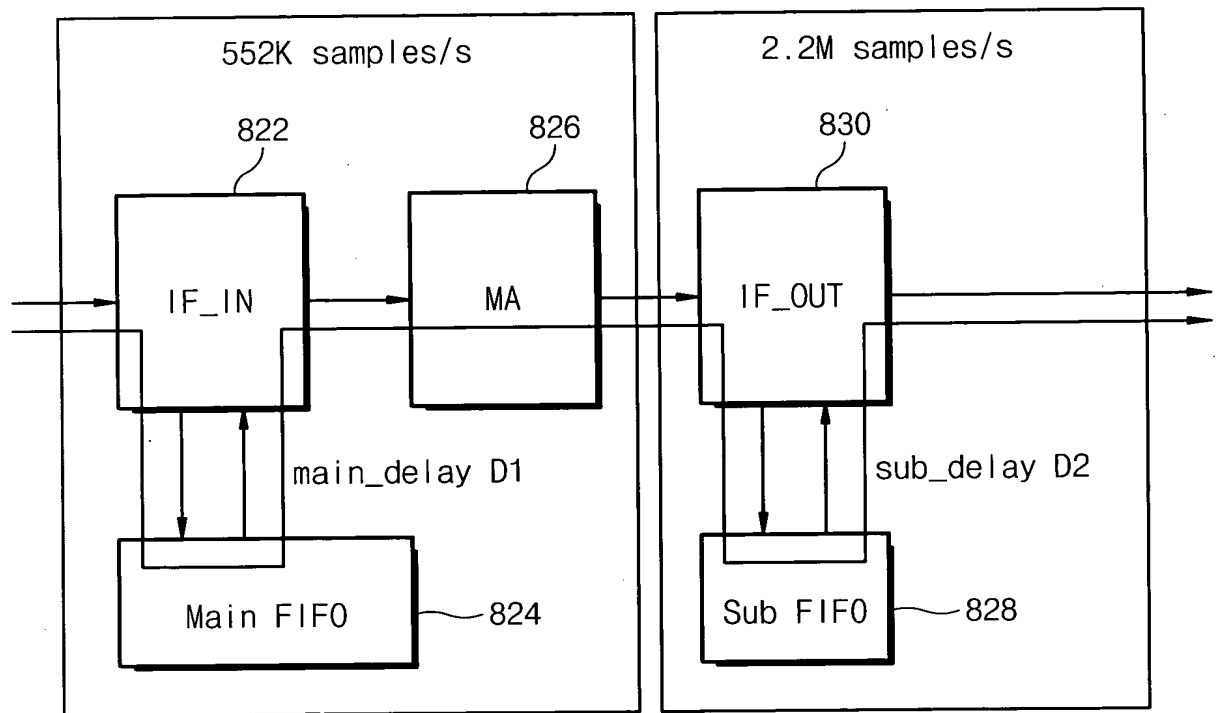 552K samples/s
2.2M samples/s
822
826
830
IF_IN
MA
IF_OUT
main_delay D1
sub_delay D2
Main FIFO
824
Sub FIFO
828